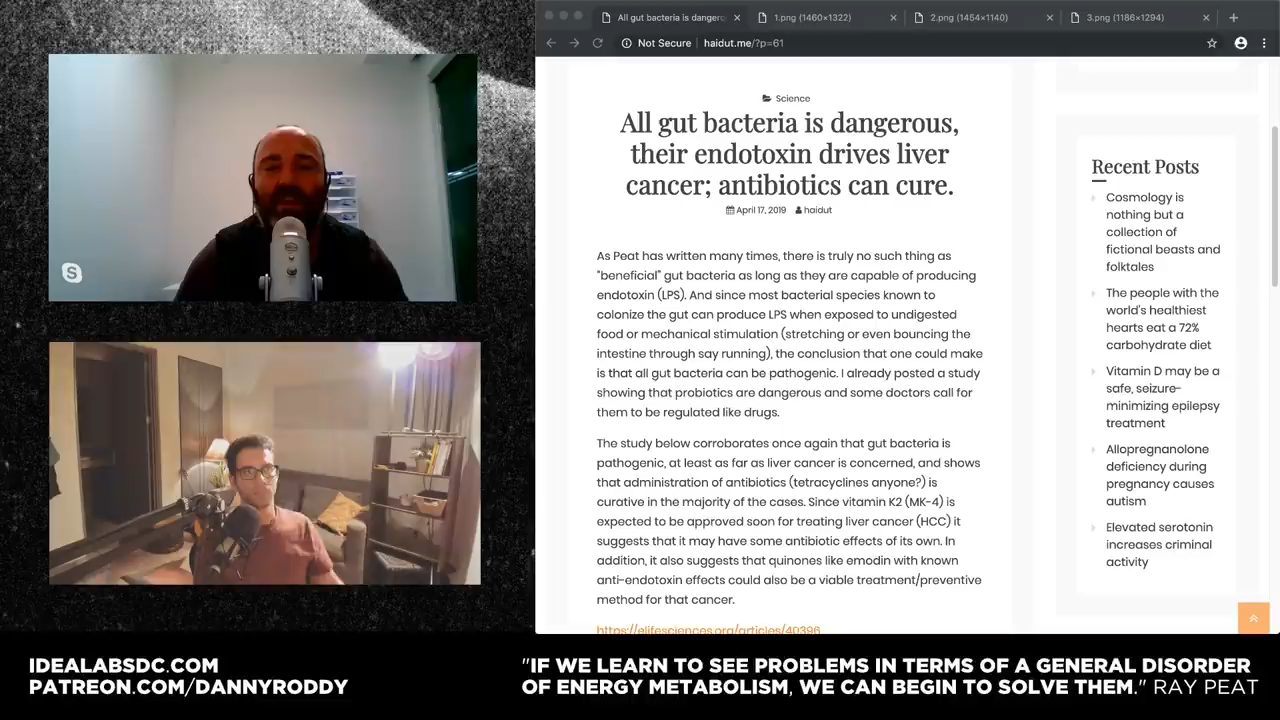 All gut bacteria is dangero
1.png (1460×1322)
2.png (1454×1140)
3.png (1186×1294)
Not Secure
haidut.me/?p=61
Science
All gut bacteria is dangerous,
their endotoxin drives liver
cancer; antibiotics can cure.
April 17, 2019 haidut
As Peat has written many times, there is truly no such thing as
"beneficial" gut bacteria as long as they are capable of producing
endotoxin (LPS). And since most bacterial species known to
colonize the gut can produce LPS when exposed to undigested
food or mechanical stimulation (stretching or even bouncing the
intestine through say running), the conclusion that one could make
is that all gut bacteria can be pathogenic. I already posted a study
showing that probiotics are dangerous and some doctors call for
them to be regulated like drugs.
The study below corroborates once again that gut bacteria is
pathogenic, at least as far as liver cancer is concerned, and shows
that administration of antibiotics (tetracyclines anyone?) is
curative in the majority of the cases. Since vitamin K2 (MK-4) is
expected to be approved soon for treating liver cancer (HCC) it
suggests that it may have some antibiotic effects of its own. In
addition, it also suggests that quinones like emodin with known
anti-endotoxin effects could also be a viable treatment/preventive
method for that cancer.
https://elifesciences.org/articles/40396
Recent Posts
Cosmology is
nothing but a
collection of
fictional beasts and
folktales
The people with the
world's healthiest
hearts eat a 72%
carbohydrate diet
Vitamin D may be a
safe, seizure-
minimizing epilepsy
treatment
Allopregnanolone
deficiency during
pregnancy causes
autism
Elevated serotonin
increases criminal
activity
IDEALABSDC.COM
PATREON.COM/DANNYRODDY
"IF WE LEARN TO SEE PROBLEMS IN TERMS OF A GENERAL DISORDER
OF ENERGY METABOLISM, WE CAN BEGIN TO SOLVE THEM." RAY PEAT